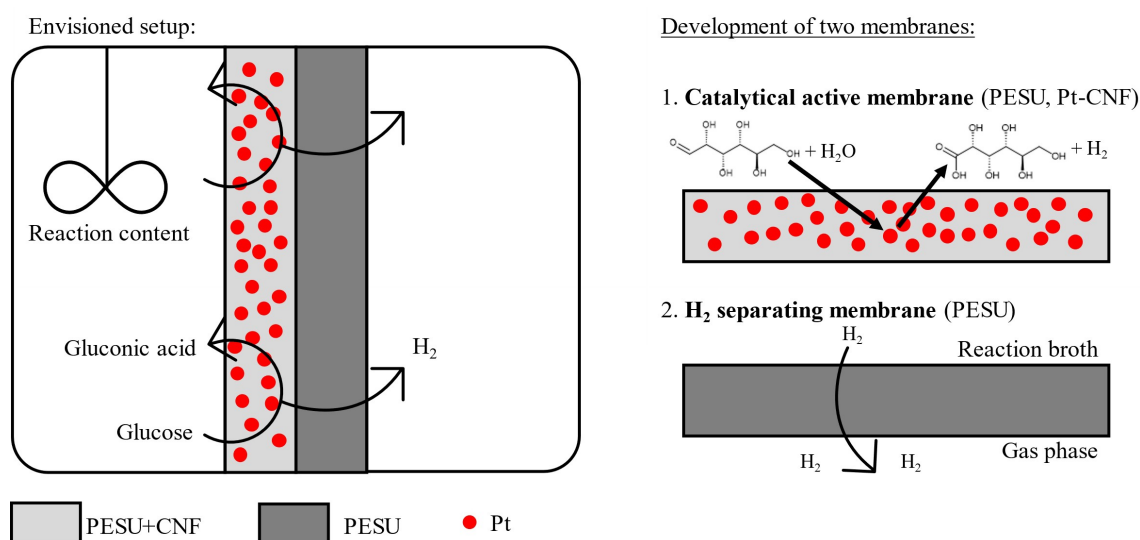 Envisioned setup:
Reaction content
Gluconic acid
Glucose
H₂
PESU+CNF
PESU
Pt
Development of two membranes:
1. Catalytical active membrane (PESU, Pt-CNF)
O
OH
OH
OH
OH
OH + H₂O
O
OH
OH
OH
OH
OH
OH + H₂
2. H₂ separating membrane (PESU)
H₂
Reaction broth
Gas phase
H₂
H₂